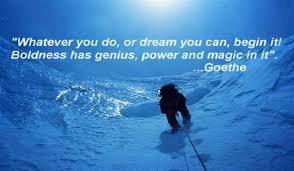 "Whatever you do, or dream you can, begin it!
Boldness has genius, power and magic in it".
...Goethe